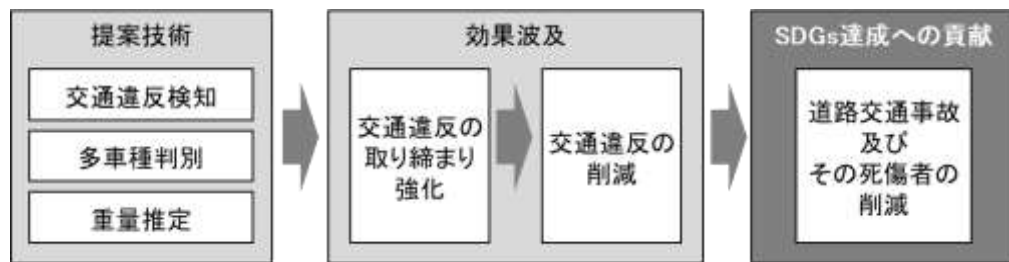 提案技術
交通違反検知
多車種判別
重量推定
効果波及
交通違反の
取り締まり
強化
交通違反の
削減
SDGs達成への貢献
道路交通事故
及び
その死傷者の
削減